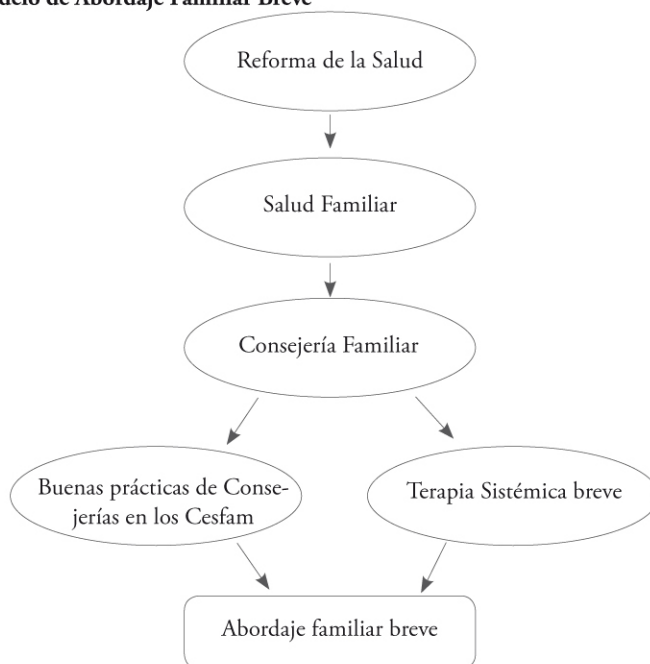 de Abordaje Familiar Breve
Reforma de la Salud
Salud Familiar
Consejería Familiar
Buenas prácticas de Conse-
jerías en los Cesfam
Terapia Sistémica breve
Abordaje familiar breve